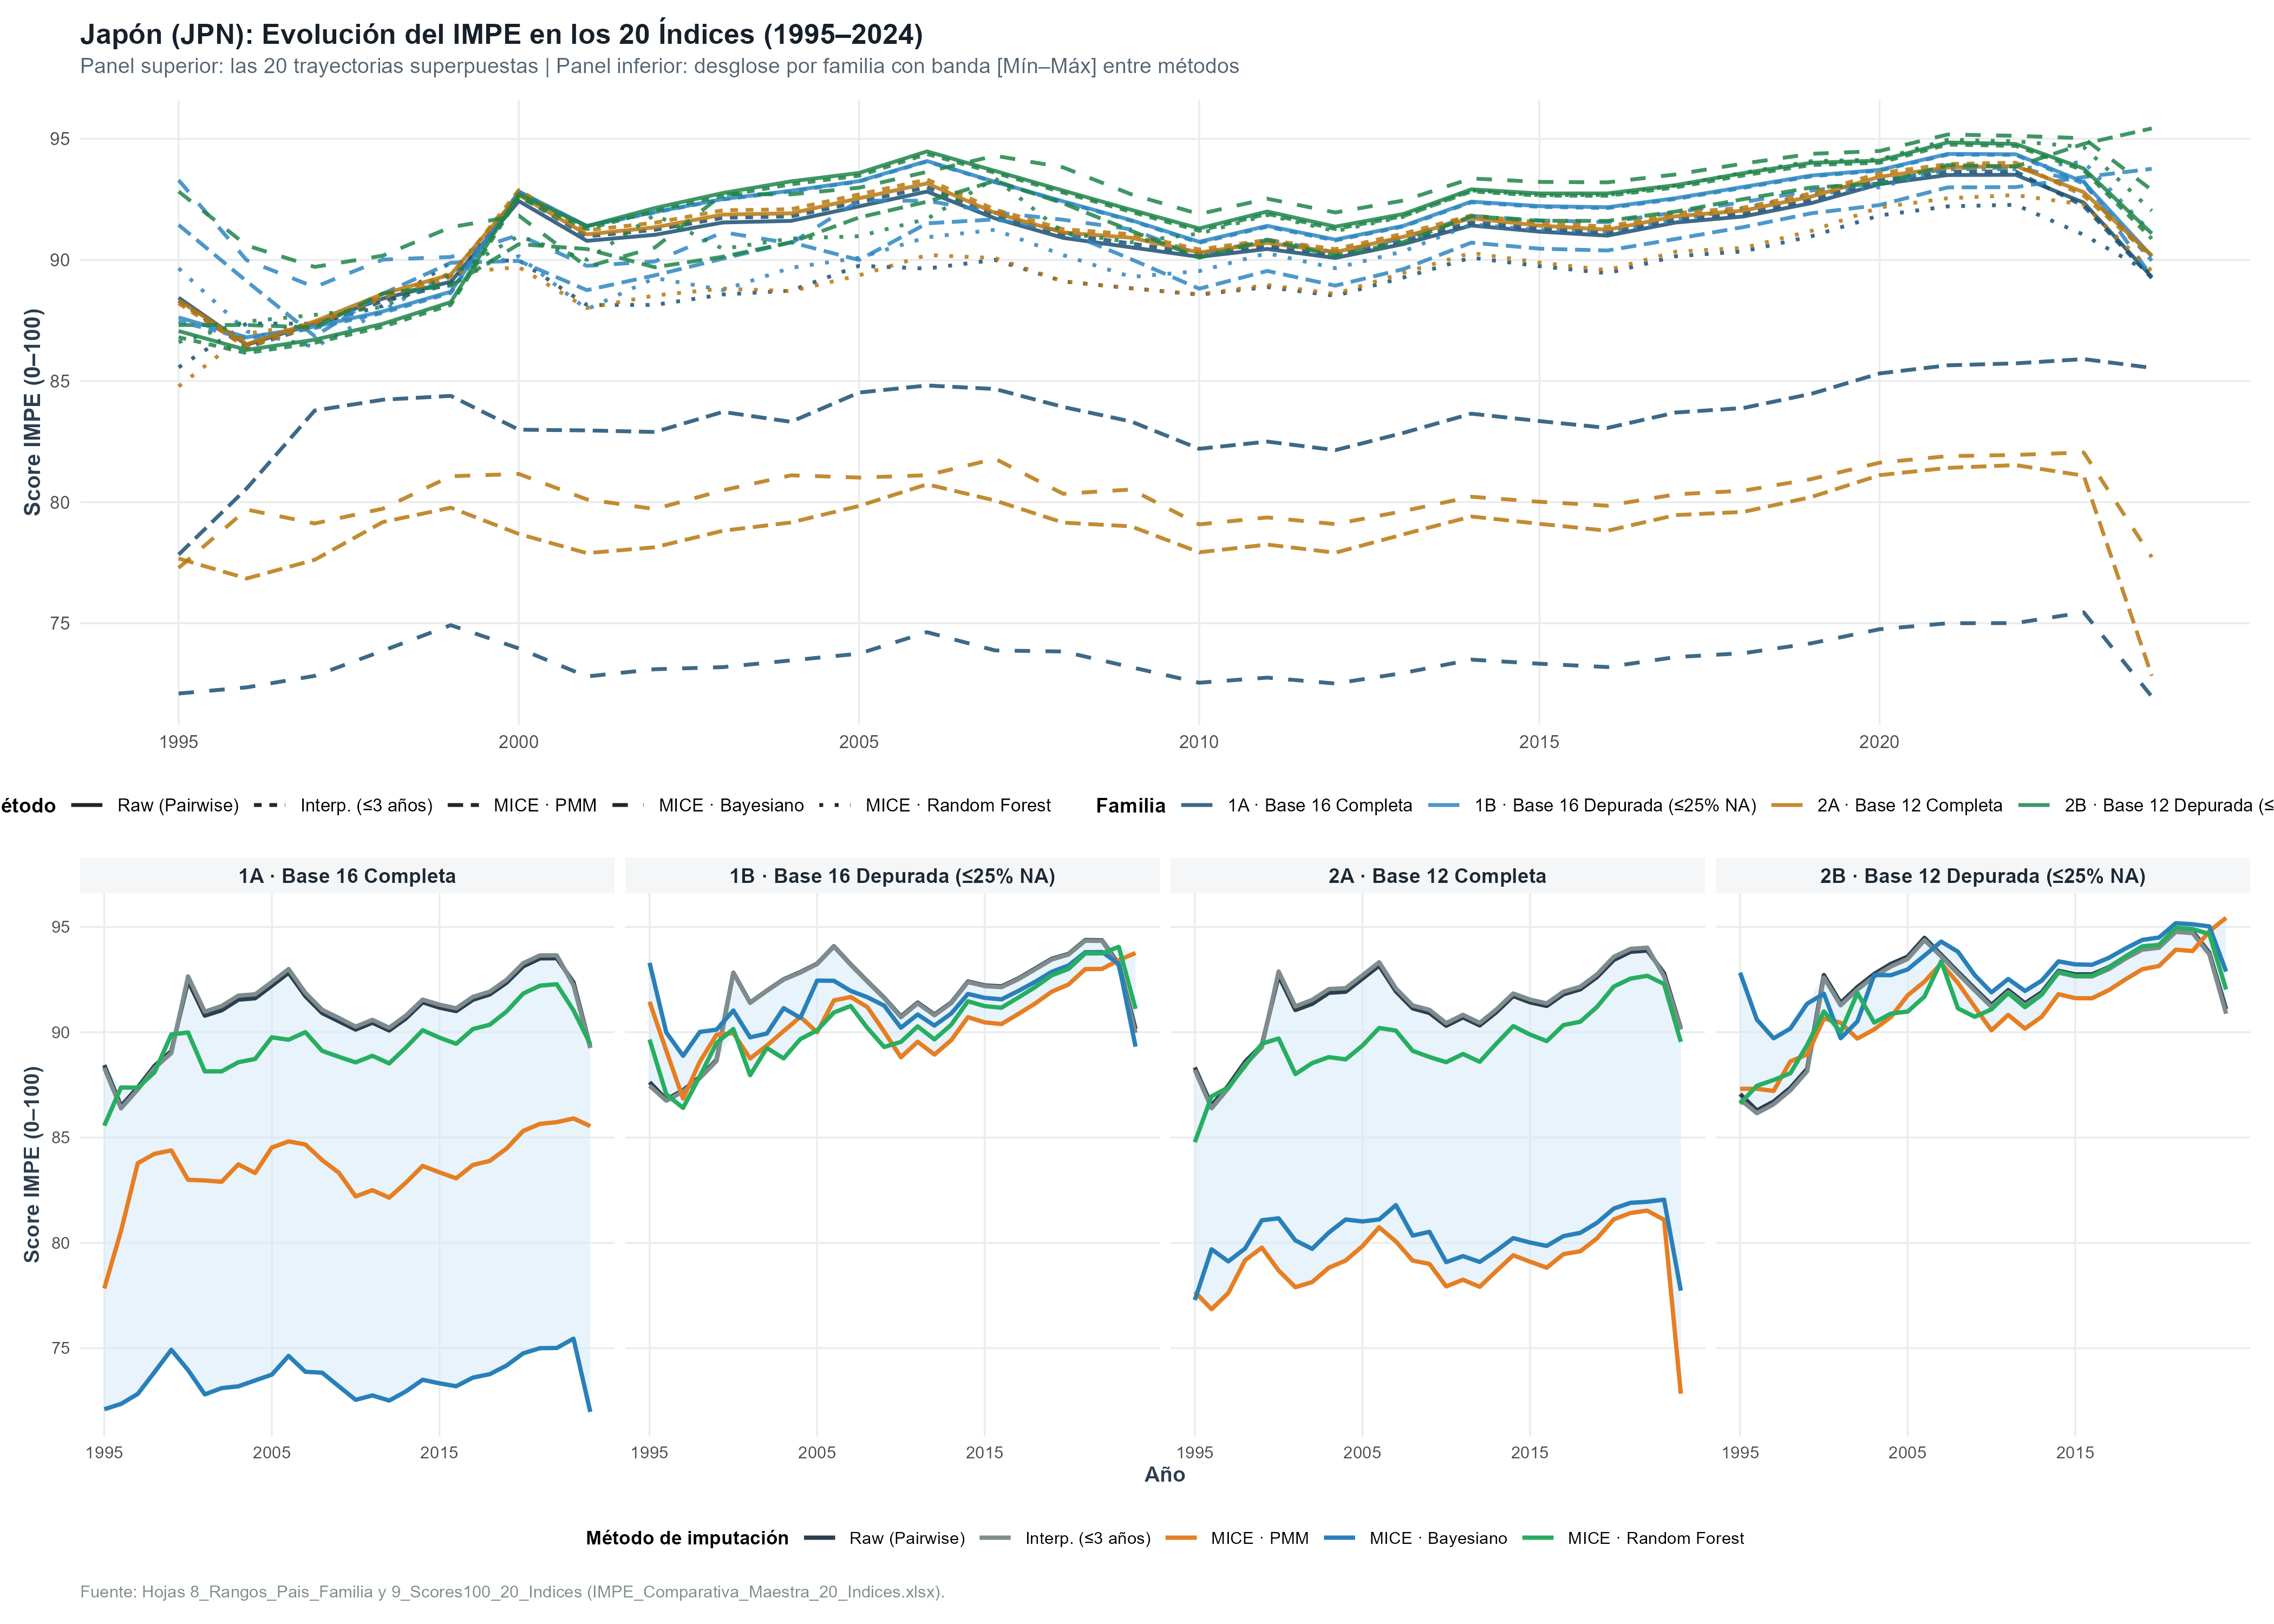 Japón (JPN): Evolución del IMPE en los 20 Índices (1995–2024)
Panel superior: las 20 trayectorias superpuestas | Panel inferior: desglose por familia con banda [Mín–Máx] entre métodos
Score IMPE (0–100)
95
90
85
80
75
1995 2000 2005 2010 2015 2020
étodo Raw (Pairwise) Interp. (≤3 años) MICE · PMM MICE · Bayesiano MICE · Random Forest Familia 1A · Base 16 Completa 1B · Base 16 Depurada (≤25% NA) 2A · Base 12 Completa 2B · Base 12 Depurada (≤
1A · Base 16 Completa 1B · Base 16 Depurada (≤25% NA) 2A · Base 12 Completa 2B · Base 12 Depurada (≤25% NA)
Score IMPE (0–100)
95
90
85
80
75
1995 2005 2015 1995 2005 2015 1995 2005 2015 1995 2005 2015
Año
Método de imputación Raw (Pairwise) Interp. (≤3 años) MICE · PMM MICE · Bayesiano MICE · Random Forest
Fuente: Hojas 8_Rangos_Pais_Familia y 9_Scores100_20_Indices (IMPE_Comparativa_Maestra_20_Indices.xlsx).